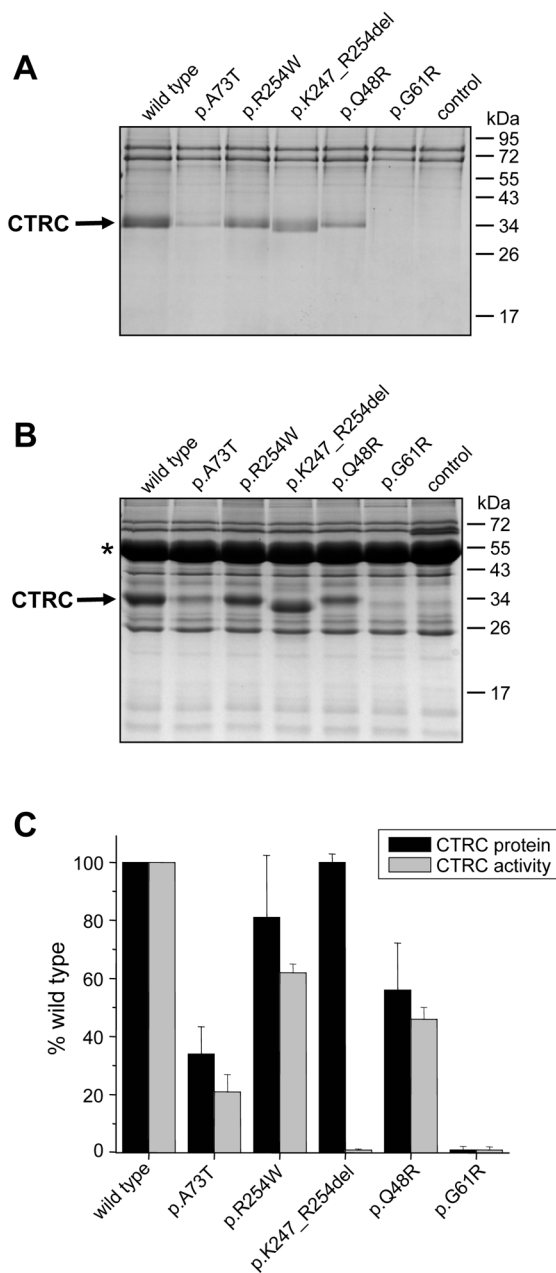 A
wild type
p.A73T
p.R254W
p.K247_R254del
p.Q48R
p.G61R
control
kDa
95
72
55
43
CTRC
34
26
17
B
wild type
p.A73T
p.R254W
p.K247_R254del
p.Q48R
p.G61R
control
kDa
72
*
55
43
CTRC
34
26
17
C
CTRC protein
CTRC activity
% wild type
100
80
60
40
20
0
wild type
p.A73T
p.R254W
p.K247_R254del
p.Q48R
p.G61R